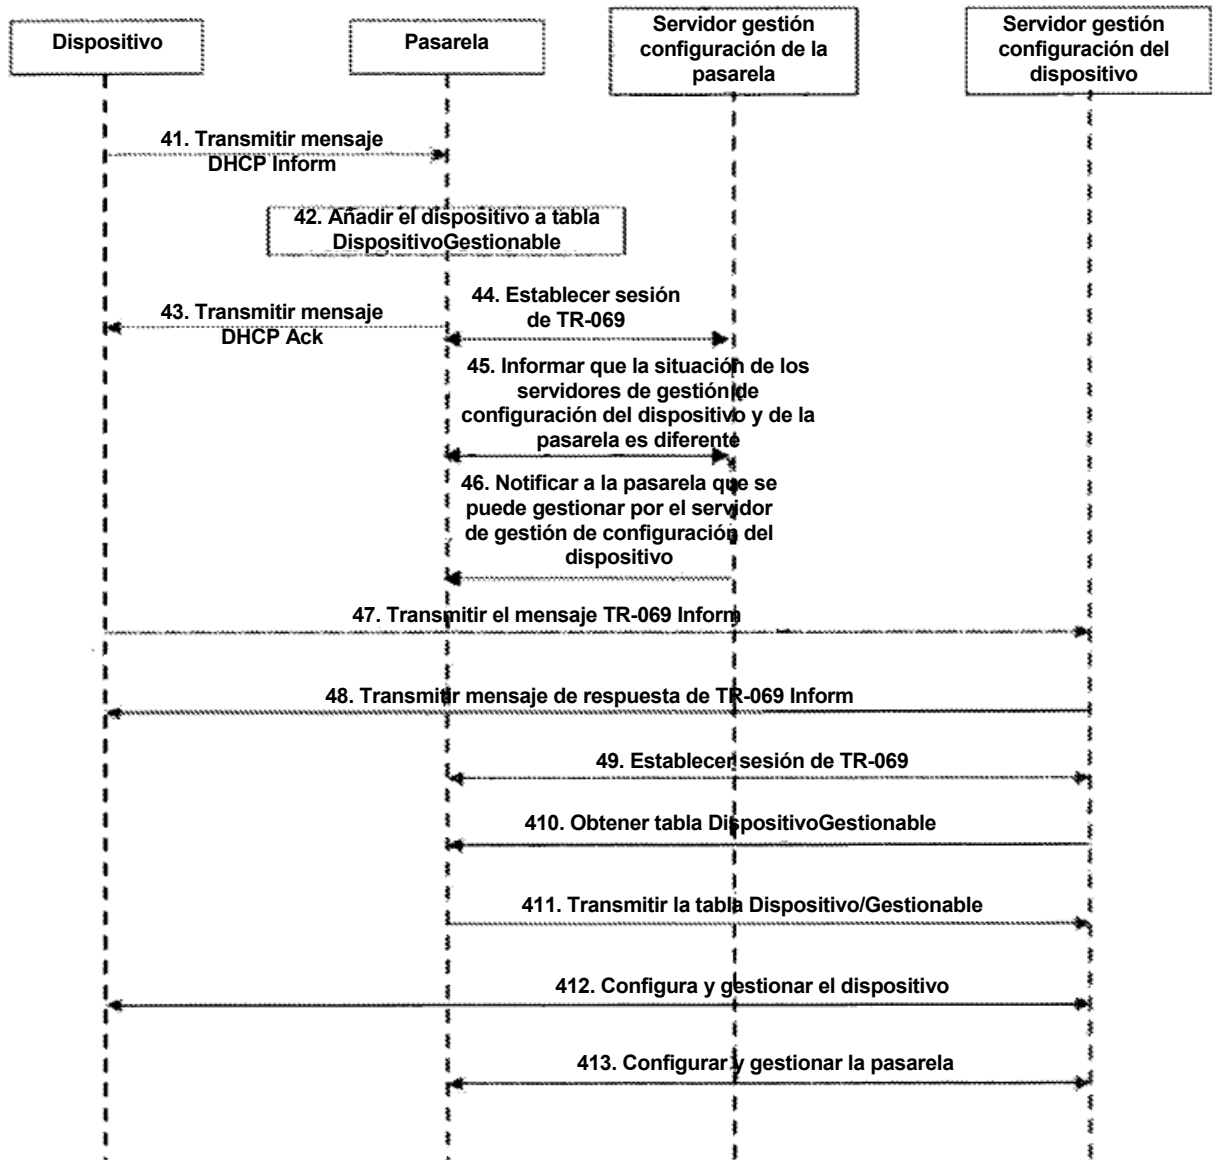 Dispositivo
Pasarela
Servidor gestión
configuración de la
pasarela
Servidor gestión
configuración del
dispositivo
41. Transmitir mensaje
DHCP Inform
42. Añadir el dispositivo a tabla
DispositivoGestionable
43. Transmitir mensaje
DHCP Ack
44. Establecer sesión
de TR-069
45. Informar que la situación de los
servidores de gestión de
configuración del dispositivo y de la
pasarela es diferente
46. Notificar a la pasarela que se
puede gestionar por el servidor
de gestión de configuración del
dispositivo
47. Transmitir el mensaje TR-069 Inform
48. Transmitir mensaje de respuesta de TR-069 Inform
49. Establecer sesión de TR-069
410. Obtener tabla DispositivoGestionable
411. Transmitir la tabla Dispositivo/Gestionable
412. Configura y gestionar el dispositivo
413. Configurar y gestionar la pasarela